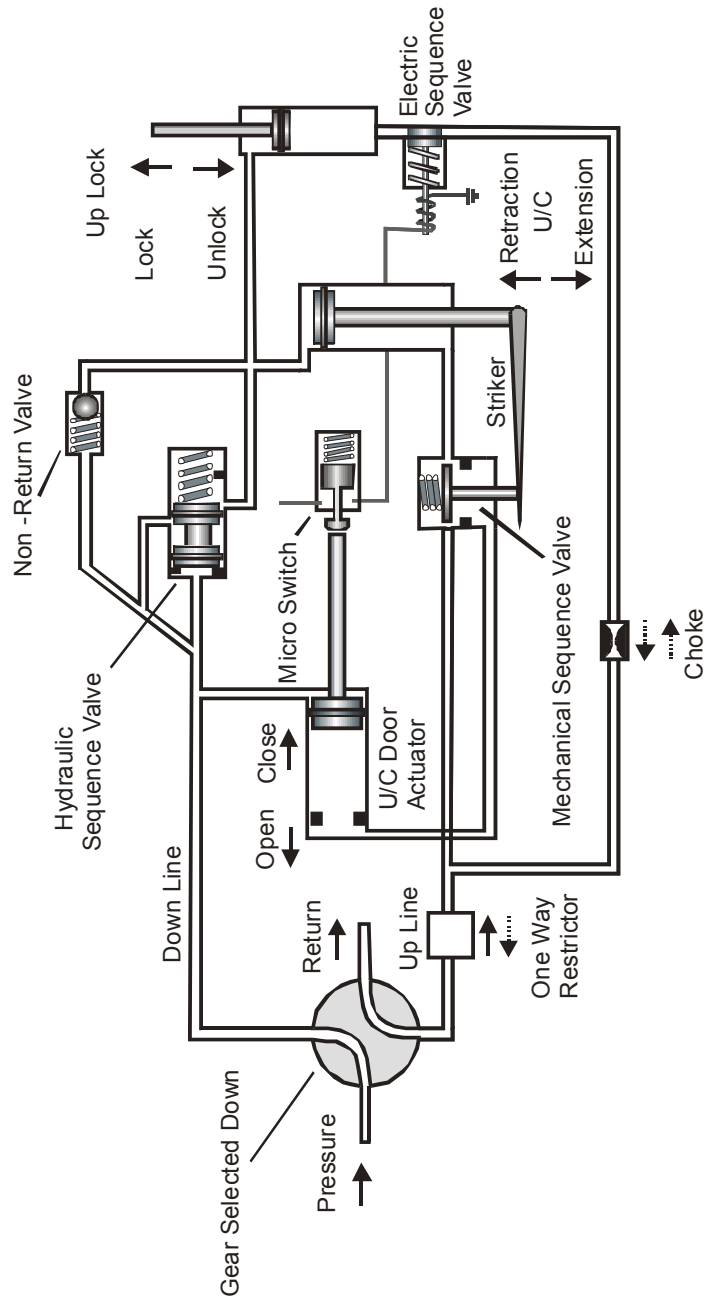 Gear Selected Down
Pressure
Return
Down Line
Up Line
One Way
Restrictor
Open
Close
U/C Door
Actuator
Hydraulic
Sequence Valve
Non -Return Valve
Micro Switch
Mechanical Sequence Valve
Choke
Striker
Up Lock
Lock
Unlock
Retraction
U/C
Extension
Electric
Sequence
Valve